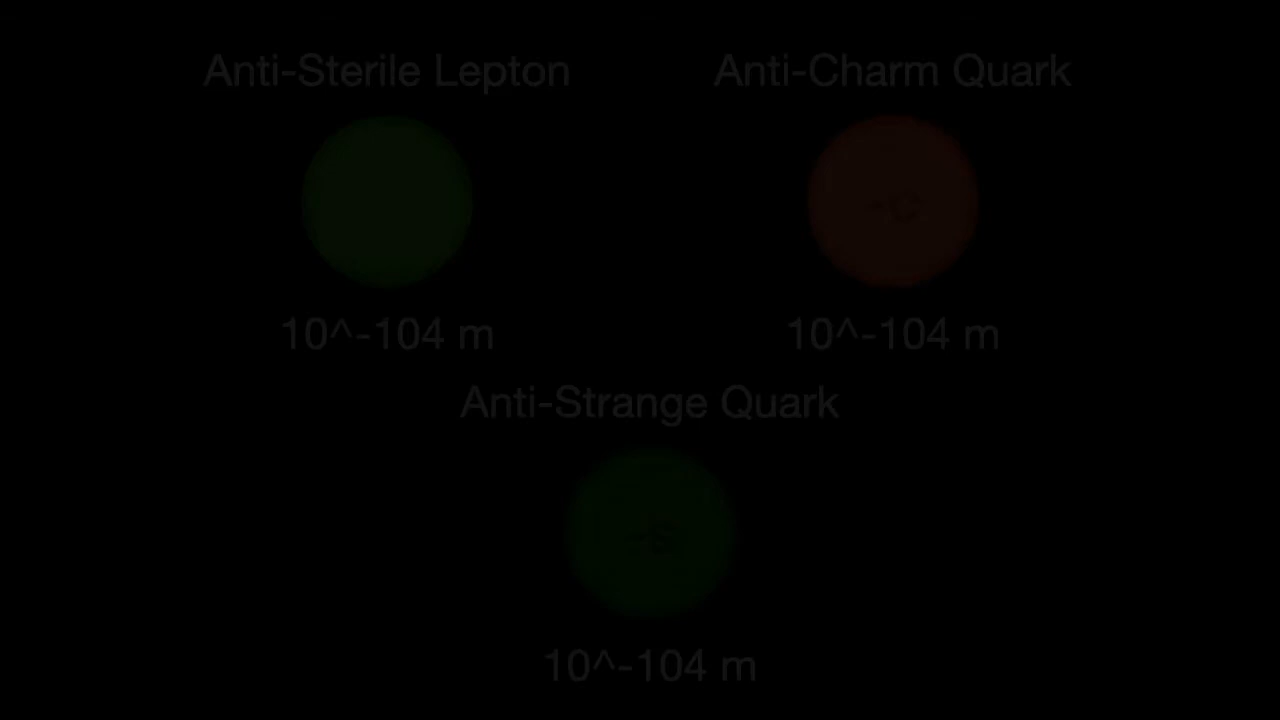 Anti-Sterile Lepton
Anti-Charm Quark
10^-104 m
10^-104 m
Anti-Strange Quark
10^-104 m